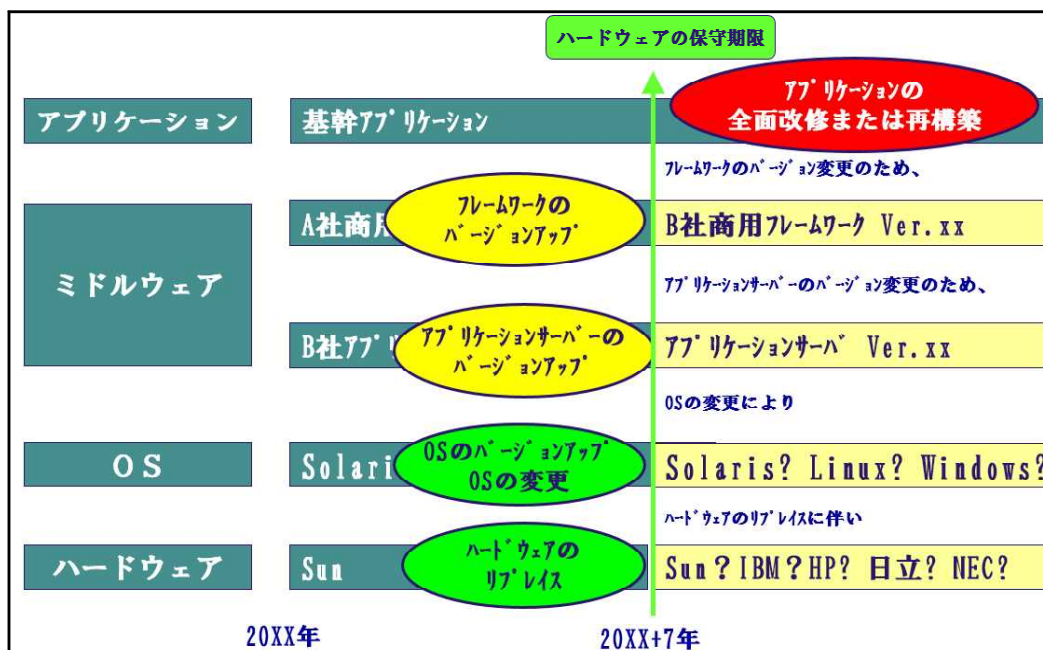 ハードウェアの保守期限
アプリケーション
基幹アプリケーション
アプリケーションの
全面改修または再構築
フレームワークのバージョン変更のため、
ミドルウェア
A社商用
フレームワークの
バージョンアップ
B社商用フレームワーク Ver.xx
アプリケーションサーバーのバージョン変更のため、
B社アプリ
アプリケーションサーバーの
バージョンアップ
アプリケーションサーバ Ver.xx
OSの変更により
OS
Solari
OSのバージョンアップ
OSの変更
Solaris? Linux? Windows?
ハードウェアのリプレイスに伴い
ハードウェア
Sun
ハードウェアの
リプレイス
Sun?IBM?HP? 日立? NEC?
20XX年
20XX+7年